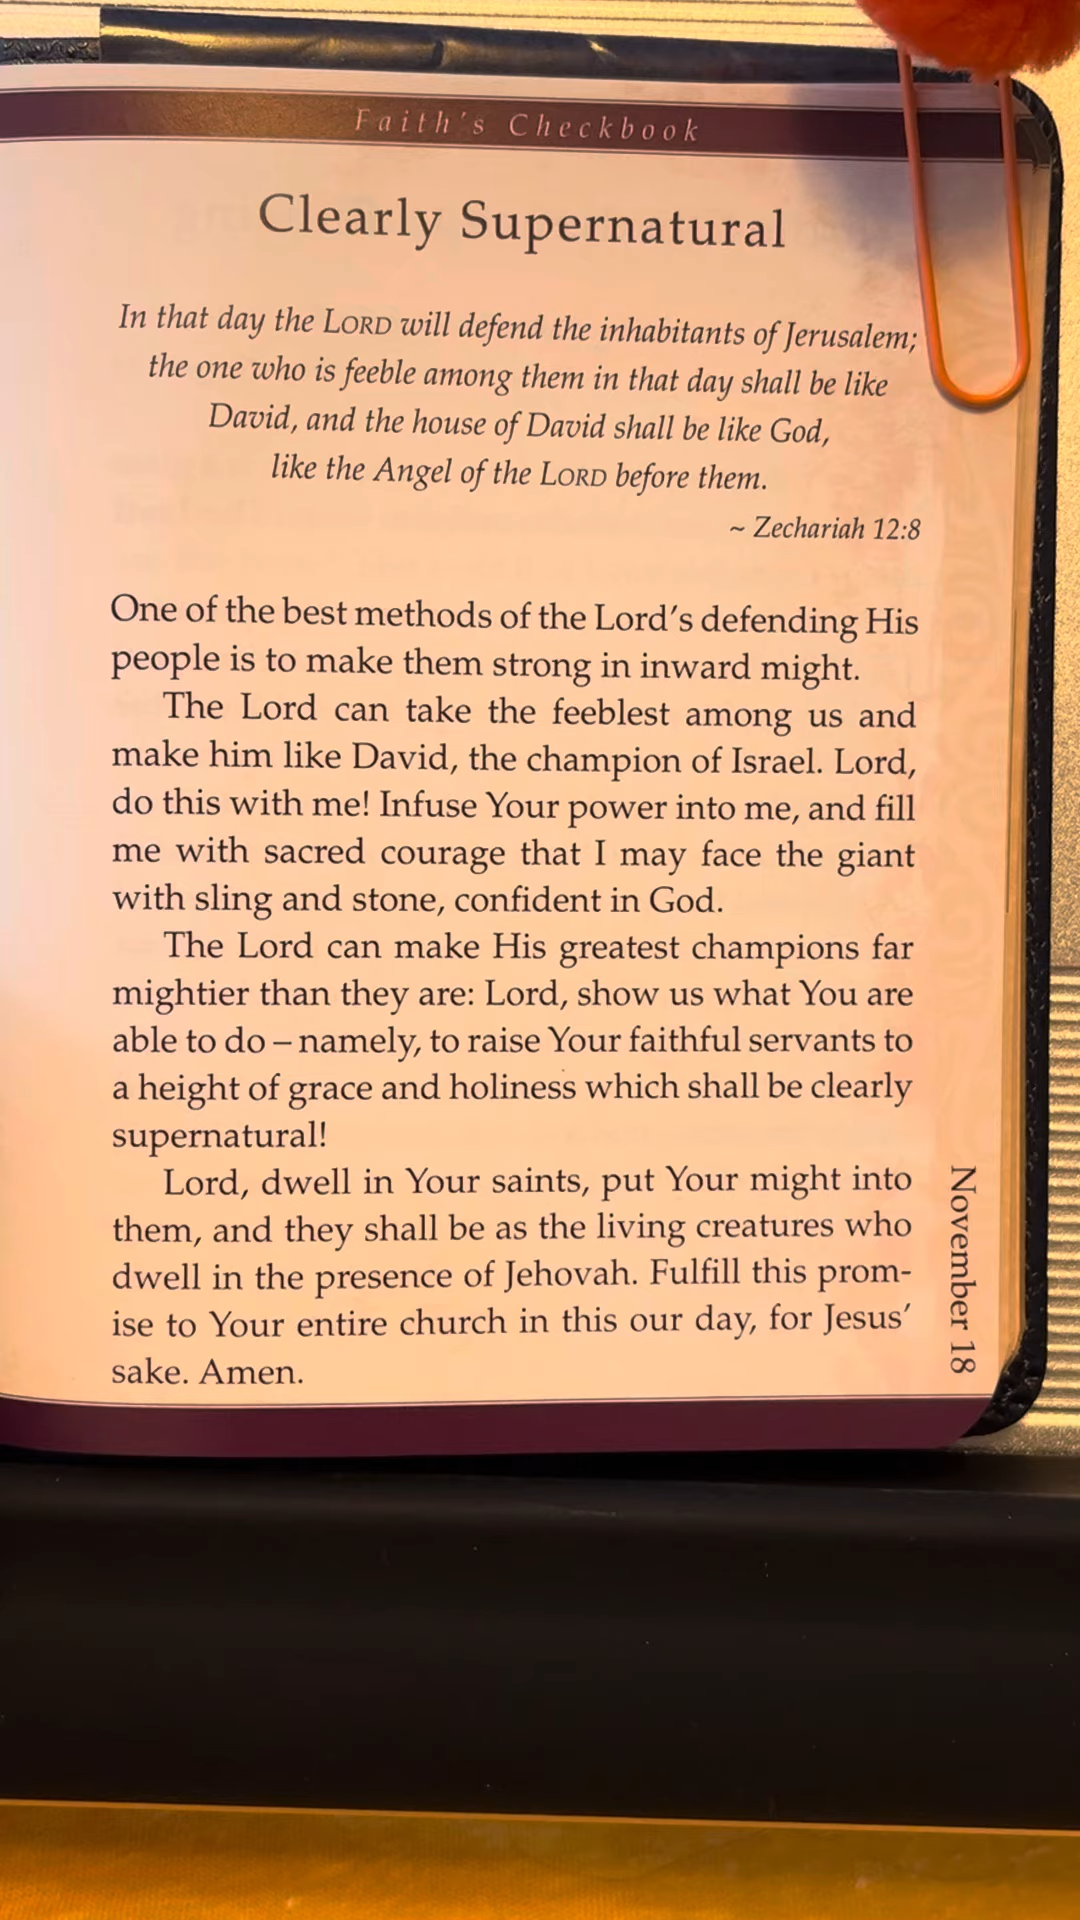 Faith's Checkbook
Clearly Supernatural
In that day the LORD will defend the inhabitants of Jerusalem;
the one who is feeble among them in that day shall be like
David, and the house of David shall be like God,
like the Angel of the LORD before them.
~ Zechariah 12:8
One of the best methods of the Lord's defending His
people is to make them strong in inward might.
The Lord can take the feeblest among us and
make him like David, the champion of Israel. Lord,
do this with me! Infuse Your power into me, and fill
me with sacred courage that I may face the giant
with sling and stone, confident in God.
The Lord can make His greatest champions far
mightier than they are: Lord, show us what You are
able to do – namely, to raise Your faithful servants to
a height of grace and holiness which shall be clearly
supernatural!
Lord, dwell in Your saints, put Your might into
them, and they shall be as the living creatures who
dwell in the presence of Jehovah. Fulfill this prom-
ise to Your entire church in this our day, for Jesus'
sake. Amen.
November 18